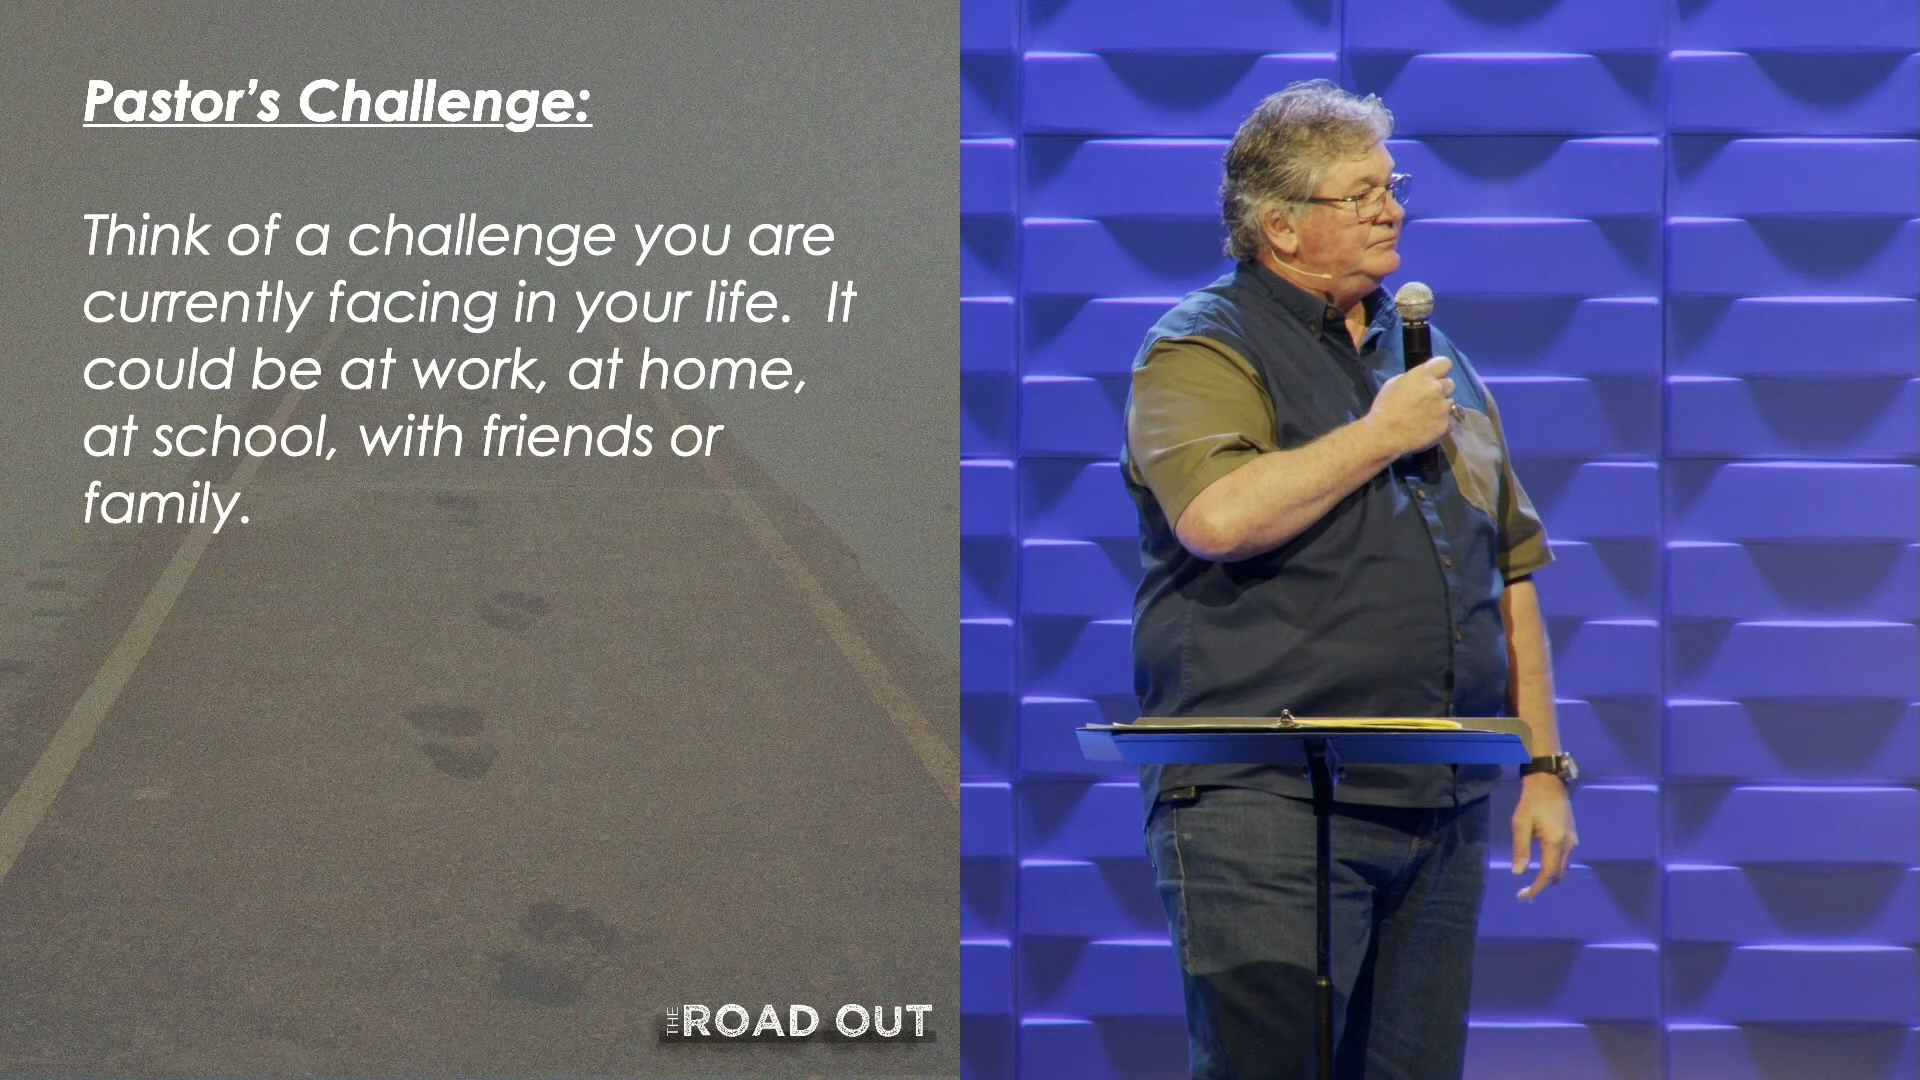 Pastor's Challenge:
Think of a challenge you are
currently facing in your life.  It
could be at work, at home,
at school, with friends or
family.
THE ROAD OUT